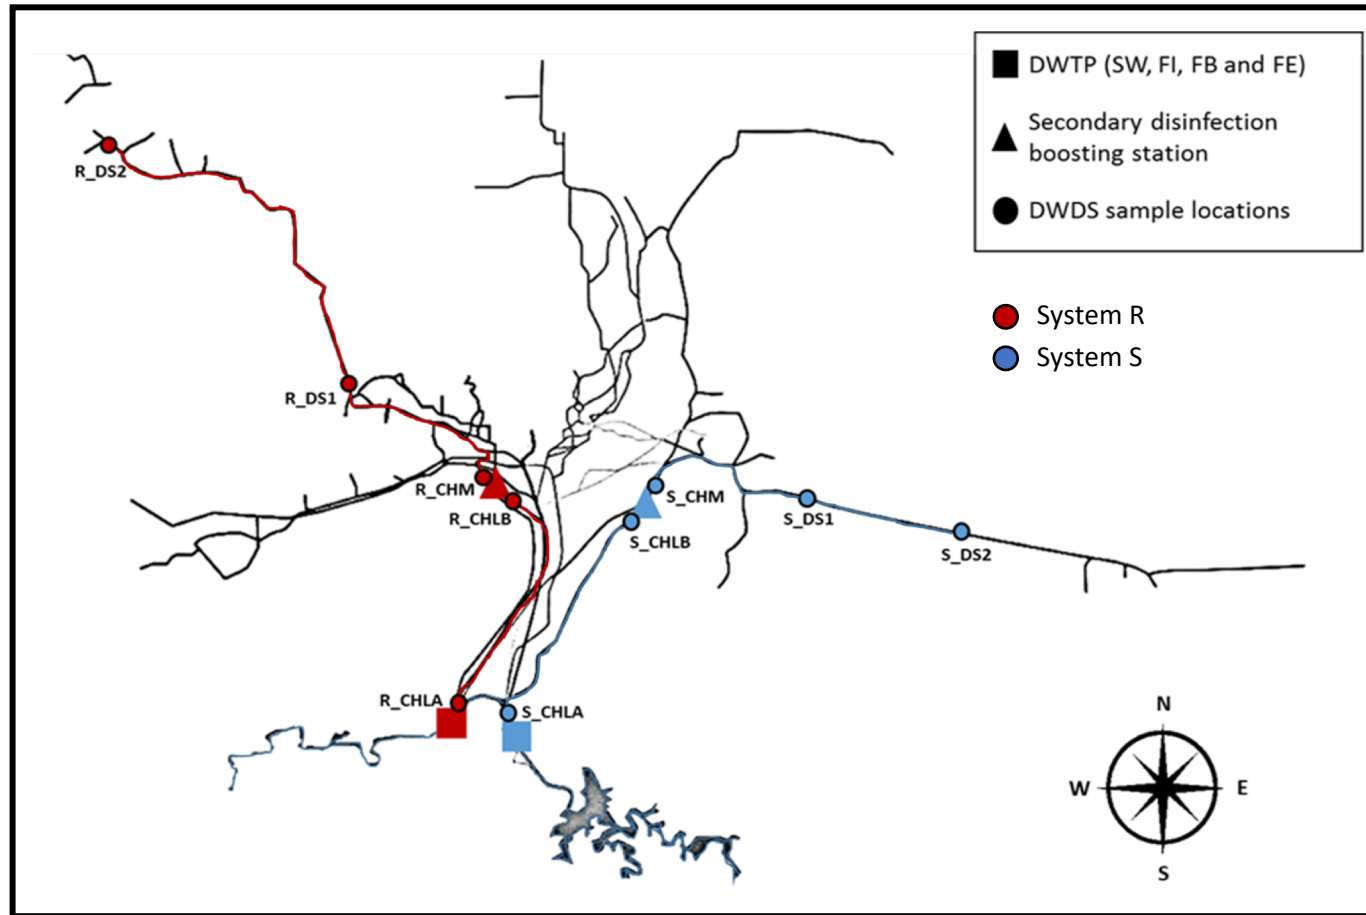 DWTP (SW, FI, FB and FE)
Secondary disinfection
boosting station
DWDS sample locations
System R
System S
R_DS2
R_DS1
R_CHM
R_CHLB
S_CHM
S_CHLB
S_DS1
S_DS2
R_CHLA
S_CHLA
N
W
E
S